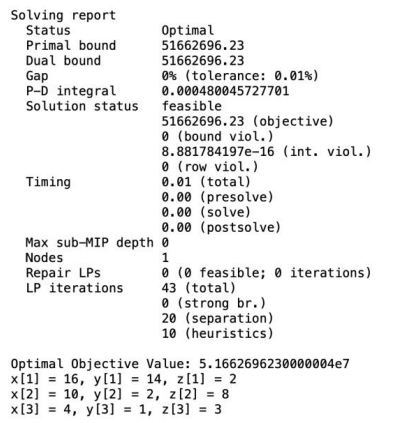 Solving report
  Status            Optimal
  Primal bound      51662696.23
  Dual bound        51662696.23
  Gap               0% (tolerance: 0.01%)
  P-D integral      0.000480045727701
  Solution status   feasible
                    51662696.23 (objective)
                    0 (bound viol.)
                    8.881784197e-16 (int. viol.)
                    0 (row viol.)
  Timing            0.01 (total)
                    0.00 (presolve)
                    0.00 (solve)
                    0.00 (postsolve)
  Max sub-MIP depth 0
  Nodes             1
  Repair LPs        0 (0 feasible; 0 iterations)
  LP iterations     43 (total)
                    0 (strong br.)
                    20 (separation)
                    10 (heuristics)

Optimal Objective Value: 5.1662696230000004e7
x[1] = 16, y[1] = 14, z[1] = 2
x[2] = 10, y[2] = 2, z[2] = 8
x[3] = 4, y[3] = 1, z[3] = 3